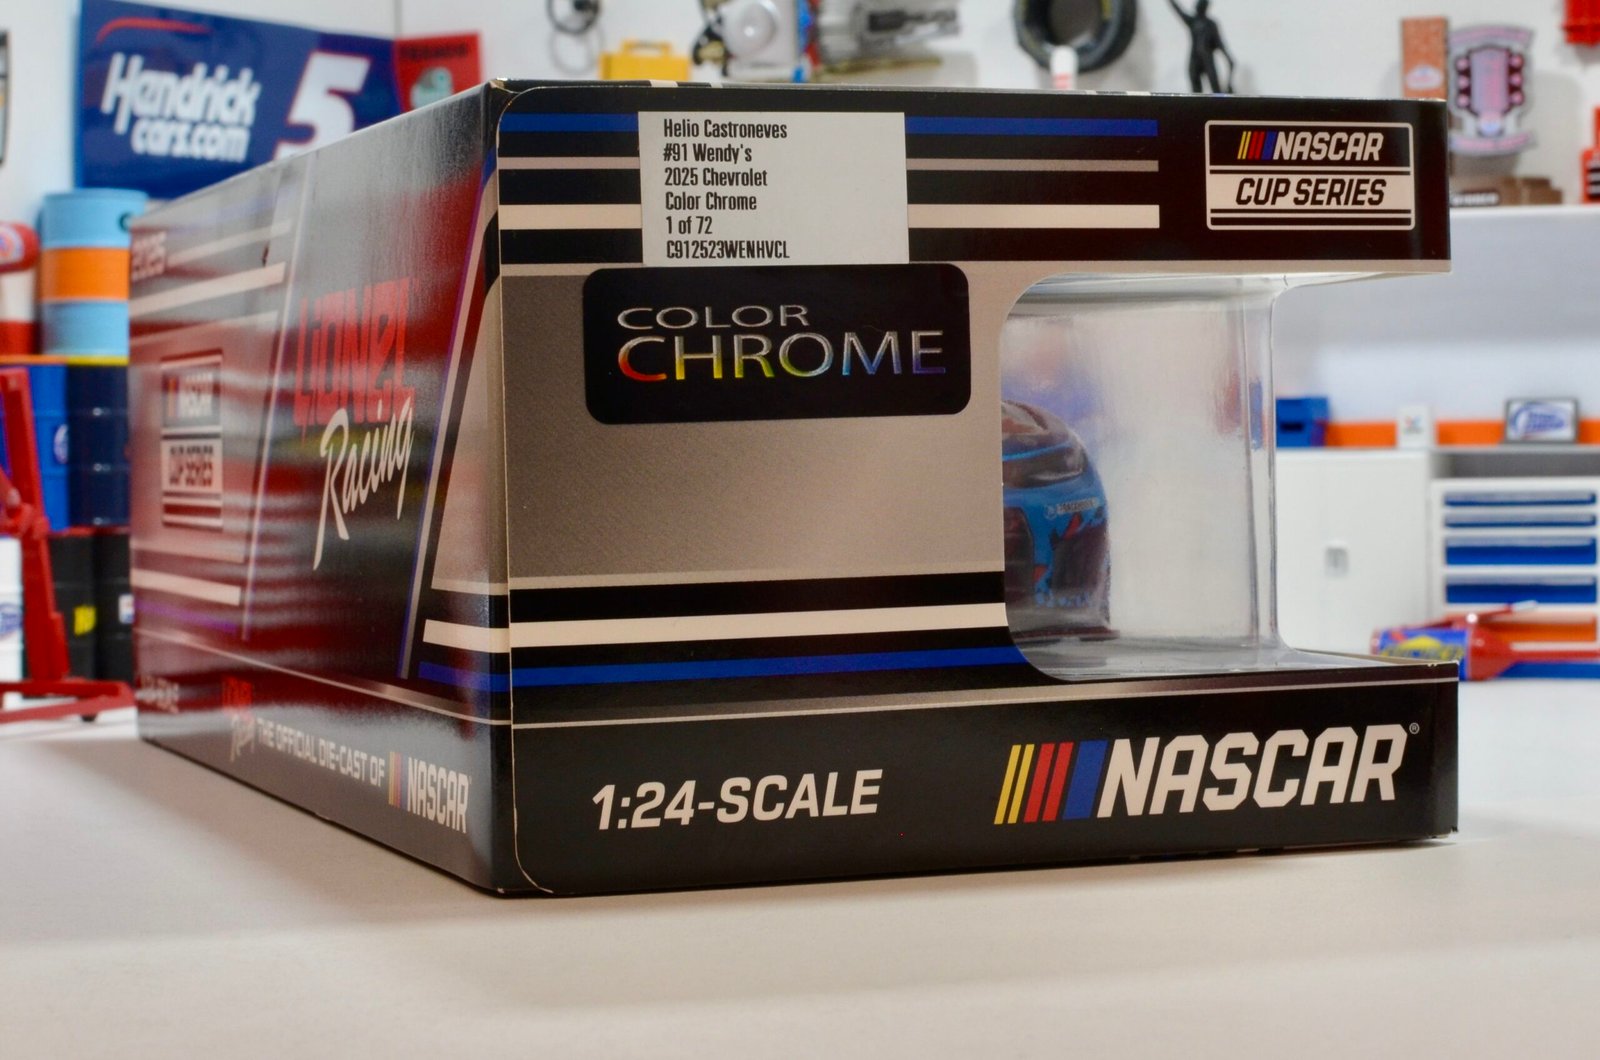 Hendrick
cars.com
5
Helio Castroneves
#91 Wendy's
2025 Chevrolet
Color Chrome
1 of 72
C912523WENHVCL
NASCAR
CUP SERIES
COLOR
CHROME
2025
NASCAR
CUP SERIES
LIONEL
Racing
THE OFFICIAL DIE-CAST OF NASCAR
1:24-SCALE
NASCAR®